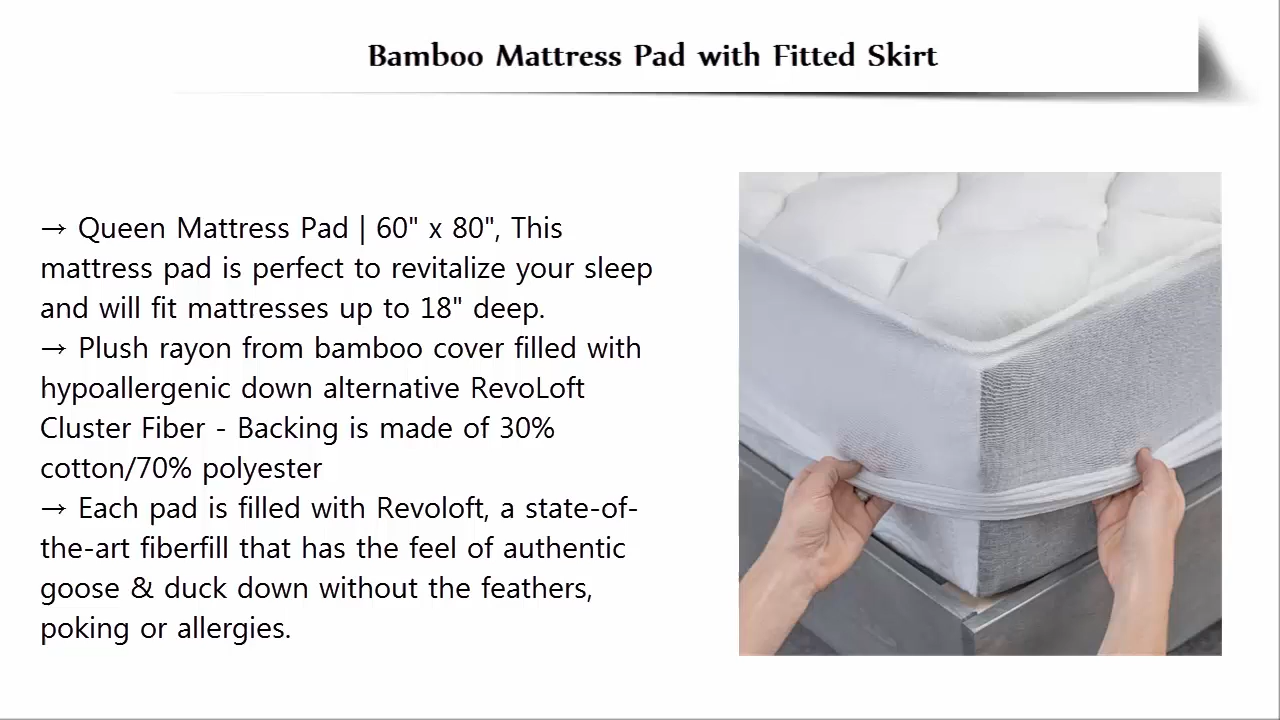 Bamboo Mattress Pad with Fitted Skirt
→ Queen Mattress Pad | 60" x 80", This
mattress pad is perfect to revitalize your sleep
and will fit mattresses up to 18" deep.
→ Plush rayon from bamboo cover filled with
hypoallergenic down alternative RevoLoft
Cluster Fiber - Backing is made of 30%
cotton/70% polyester
→ Each pad is filled with Revoloft, a state-of-
the-art fiberfill that has the feel of authentic
goose & duck down without the feathers,
poking or allergies.